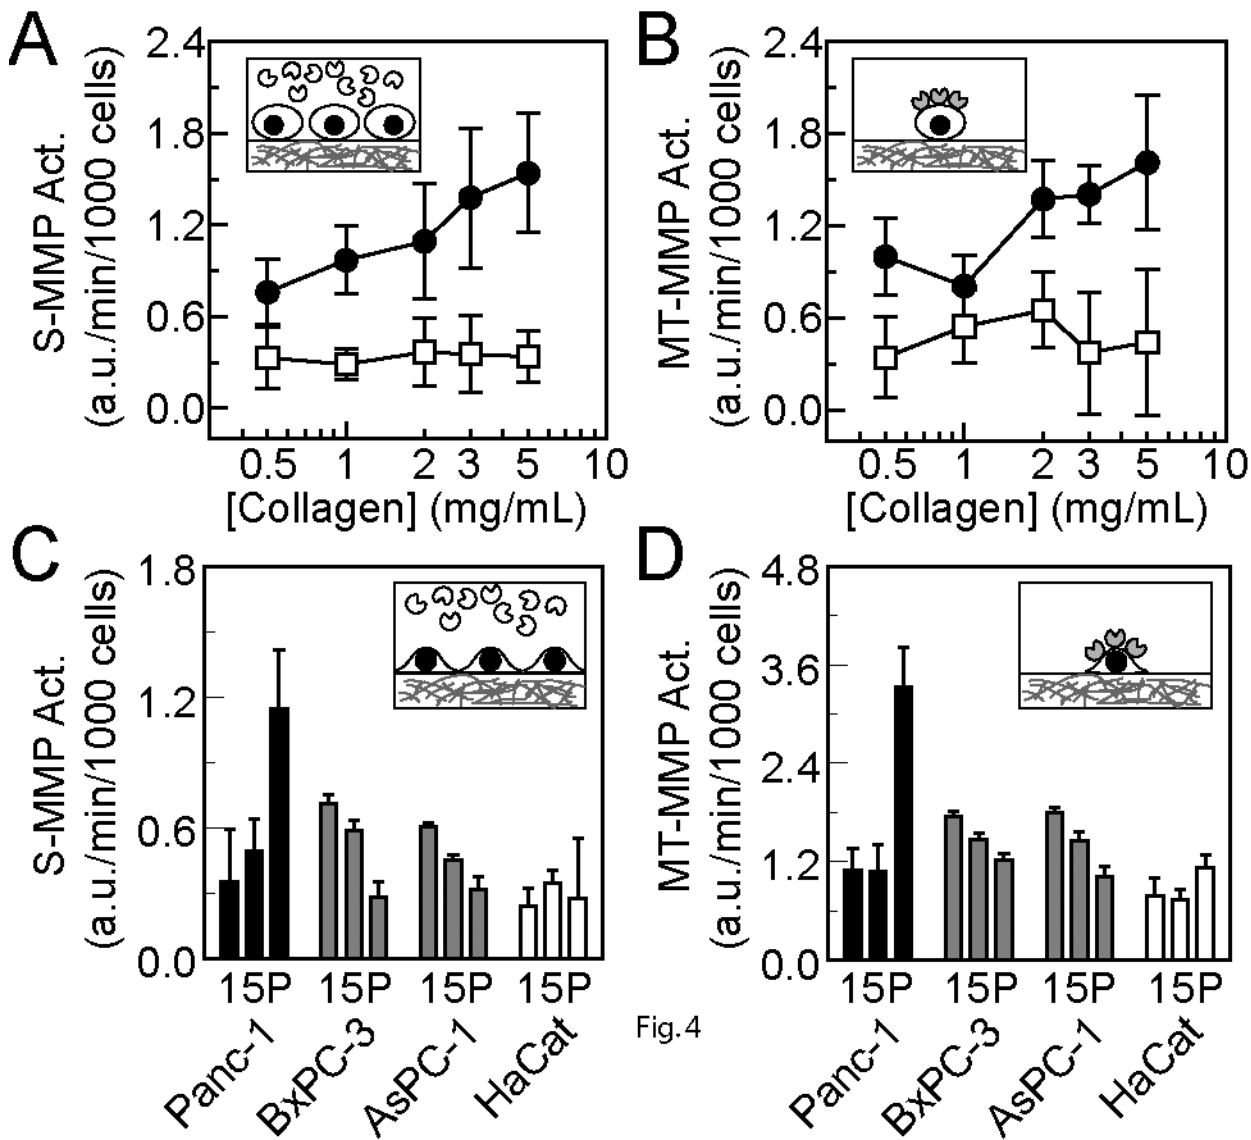 A
S-MMP Act.
(a.u./min/1000 cells)
2.4
1.8
1.2
0.6
0.0
0.5 1 2 3 5 10
[Collagen] (mg/mL)
B
MT-MMP Act.
(a.u./min/1000 cells)
2.4
1.8
1.2
0.6
0.0
0.5 1 2 3 5 10
[Collagen] (mg/mL)
C
S-MMP Act.
(a.u./min/1000 cells)
1.8
1.2
0.6
0.0
15P 15P 15P 15P
Panc-1
BxPC-3
AsPC-1
HaCat
D
MT-MMP Act.
(a.u./min/1000 cells)
4.8
3.6
2.4
1.2
0.0
15P 15P 15P 15P
Panc-1
BxPC-3
AsPC-1
HaCat
Fig.4